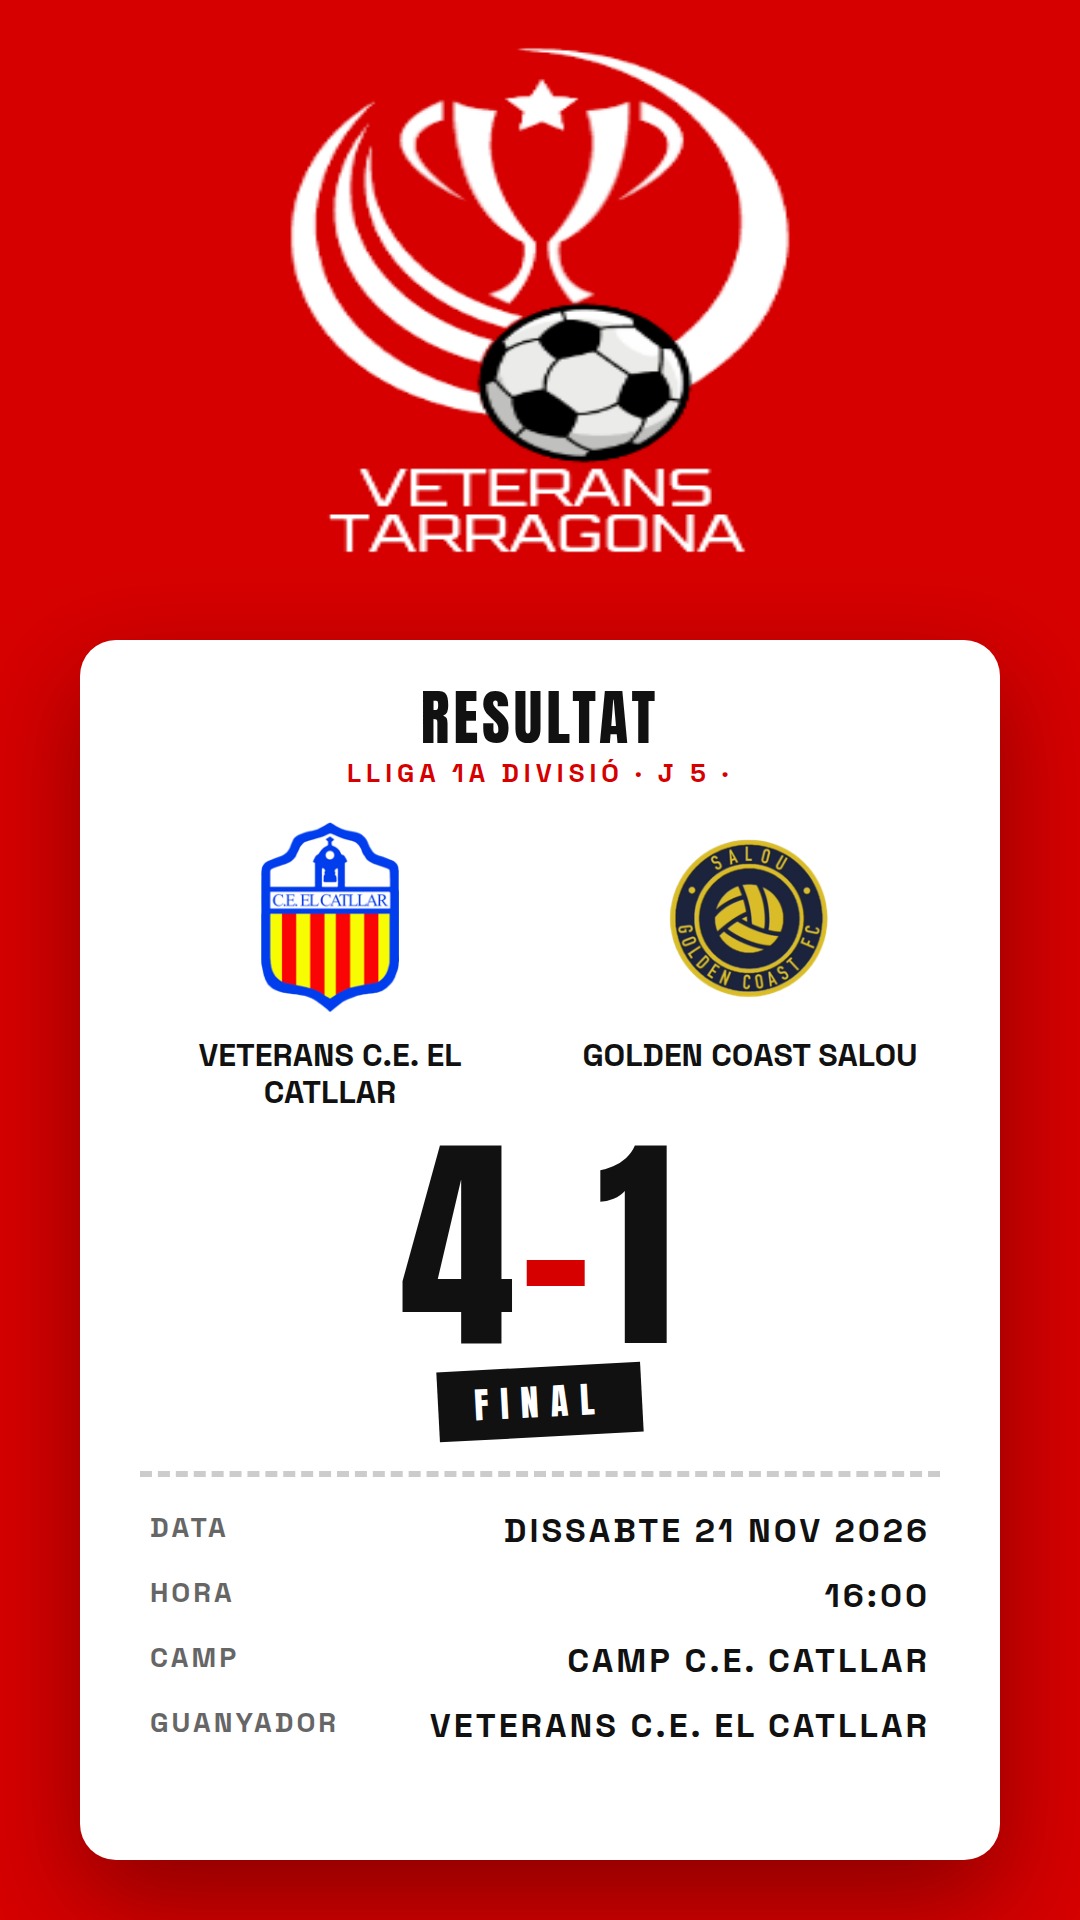 VETERANS
TARRAGONA
RESULTAT
LLIGA 1A DIVISIÓ · J 5 ·
C.E. EL CATLLAR
SALOU
GOLDEN COAST FC
VETERANS C.E. EL
CATLLAR
GOLDEN COAST SALOU
4-1
FINAL
DATA
DISSABTE 21 NOV 2026
HORA
16:00
CAMP
CAMP C.E. CATLLAR
GUANYADOR
VETERANS C.E. EL CATLLAR